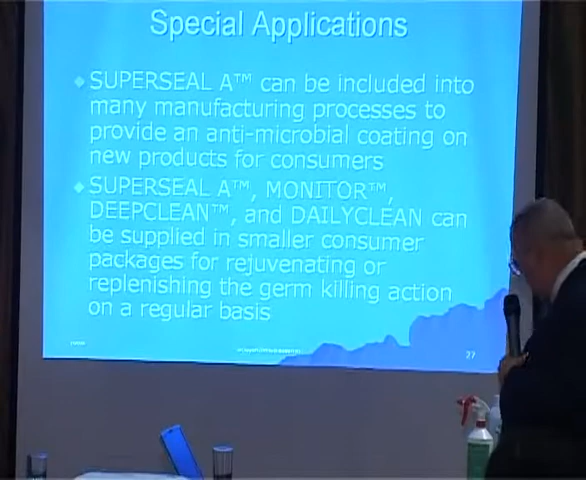 Special Applications
SUPERSEAL A™ can be included into
many manufacturing processes to
provide an anti-microbial coating on
new products for consumers
SUPERSEAL A™, MONITOR™,
DEEPCLEAN™, and DAILYCLEAN can
be supplied in smaller consumer
packages for rejuvenating or
replenishing the germ killing action
on a regular basis
27